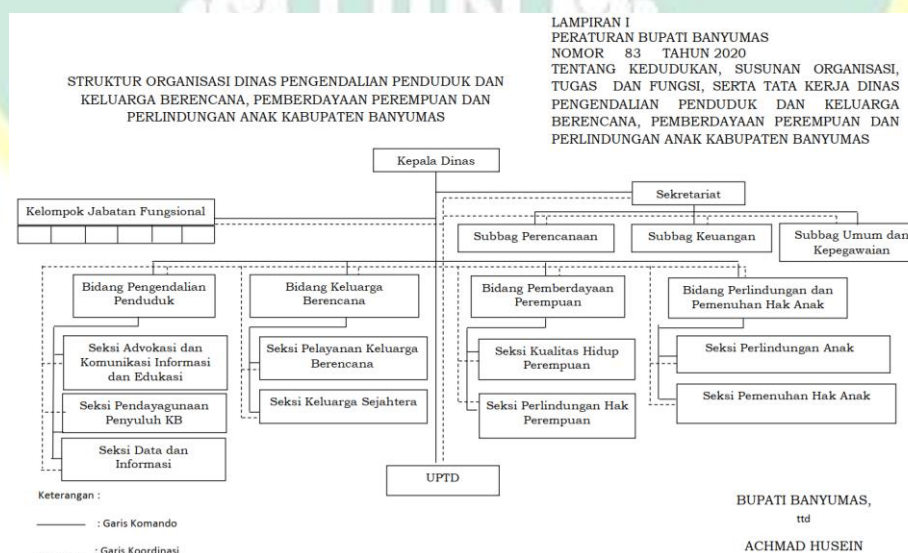 LAMPIRAN I
PERATURAN BUPATI BANYUMAS
NOMOR 83 TAHUN 2020
TENTANG KEDUDUKAN, SUSUNAN ORGANISASI,
TUGAS DAN FUNGSI, SERTA TATA KERJA DINAS
PENGENDALIAN PENDUDUK DAN KELUARGA
BERENCANA, PEMBERDAYAAN PEREMPUAN DAN
PERLINDUNGAN ANAK KABUPATEN BANYUMAS
STRUKTUR ORGANISASI DINAS PENGENDALIAN PENDUDUK DAN
KELUARGA BERENCANA, PEMBERDAYAAN PEREMPUAN DAN
PERLINDUNGAN ANAK KABUPATEN BANYUMAS
Kepala Dinas
Sekretariat
Kelompok Jabatan Fungsional
Subbag Perencanaan
Subbag Keuangan
Subbag Umum dan
Kepegawaian
Bidang Pengendalian
Penduduk
Bidang Keluarga
Berencana
Bidang Pemberdayaan
Perempuan
Bidang Perlindungan dan
Pemenuhan Hak Anak
Seksi Advokasi dan
Komunikasi Informasi
dan Edukasi
Seksi Pelayanan Keluarga
Berencana
Seksi Kualitas Hidup
Perempuan
Seksi Perlindungan Anak
Seksi Pendayagunaan
Penyuluh KB
Seksi Keluarga Sejahtera
Seksi Perlindungan Hak
Perempuan
Seksi Pemenuhan Hak Anak
Seksi Data dan
Informasi
UPTD
Keterangan :
: Garis Komando
: Garis Koordinasi
BUPATI BANYUMAS,
ttd
ACHMAD HUSEIN